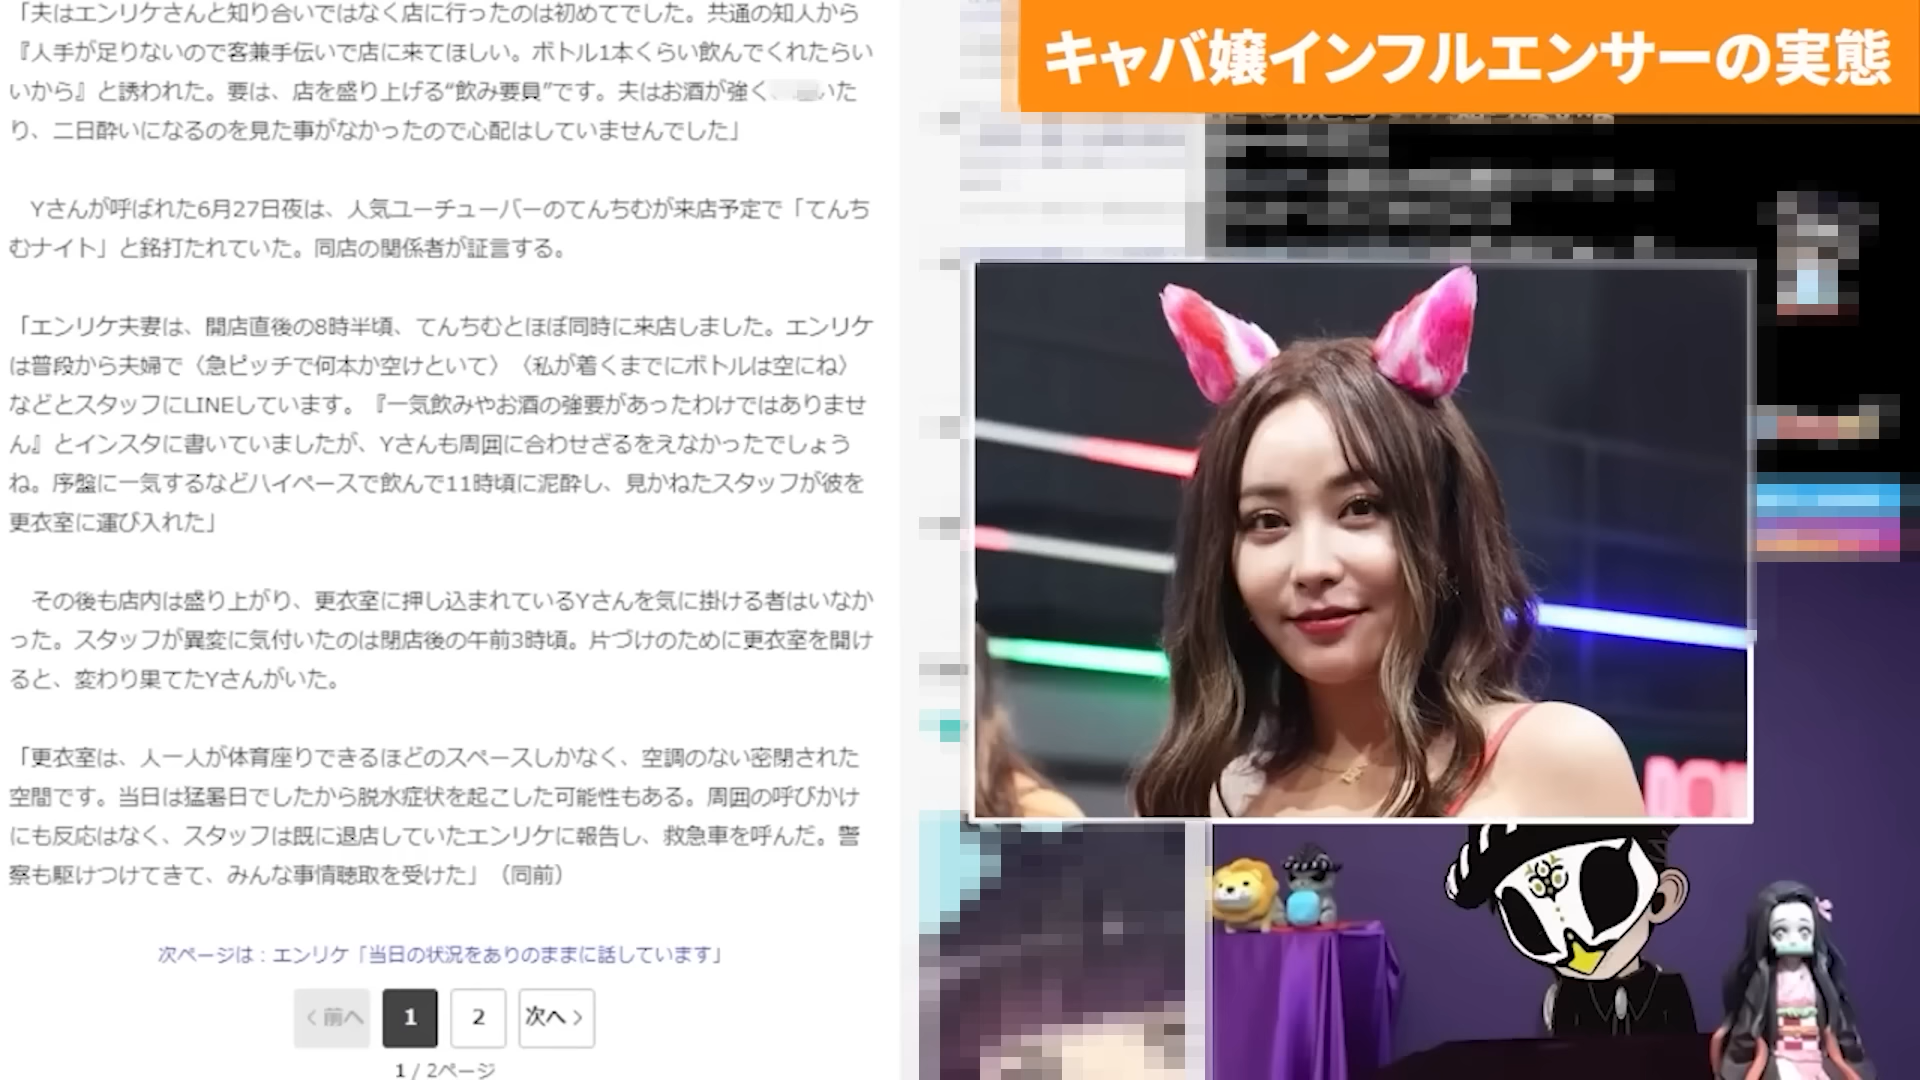 「夫はエンリケさんと知り合いではなく店に行ったのは初めてでした。共通の知人から
『人手が足りないので客兼手伝いで店に来てほしい。ボトル1本くらい飲んでくれたらい
いから』と誘われた。要は、店を盛り上げる“飲み要員”です。夫はお酒が強く、いた
り、二日酔いになるのを見た事がなかったので心配はしていませんでした」
Yさんが呼ばれた6月27日夜は、人気ユーチューバーのてんちむが来店予定で「てんち
むナイト」と銘打たれていた。同店の関係者が証言する。
「エンリケ夫妻は、開店直後の8時半頃、てんちむとほぼ同時に来店しました。エンリケ
は普段から夫婦で〈急ピッチで何本か空けといて〉〈私が着くまでにボトルは空にね〉
などとスタッフにLINEしています。『一気飲みやお酒の強要があったわけではありませ
ん』とインスタに書いていましたが、Yさんも周囲に合わせざるをえなかったでしょう
ね。序盤に一気するなどハイペースで飲んで11時頃に泥酔し、見かねたスタッフが彼を
更衣室に運び入れた」
その後も店内は盛り上がり、更衣室に押し込まれているYさんを気に掛ける者はいなか
った。スタッフが異変に気付いたのは閉店後の午前3時頃。片づけのために更衣室を開け
ると、変わり果てたYさんがいた。
「更衣室は、人一人が体育座りできるほどのスペースしかなく、空調のない密閉された
空間です。当日は猛暑日でしたから脱水症状を起こした可能性もある。周囲の呼びかけ
にも反応はなく、スタッフは既に退店していたエンリケに報告し、救急車を呼んだ。警
察も駆けつけてきて、みんな事情聴取を受けた」（同前）
次ページは：エンリケ「当日の状況をありのままに話しています」
<前へ 1 2 次へ>
1 / 2ページ
キャバ嬢インフルエンサーの実態